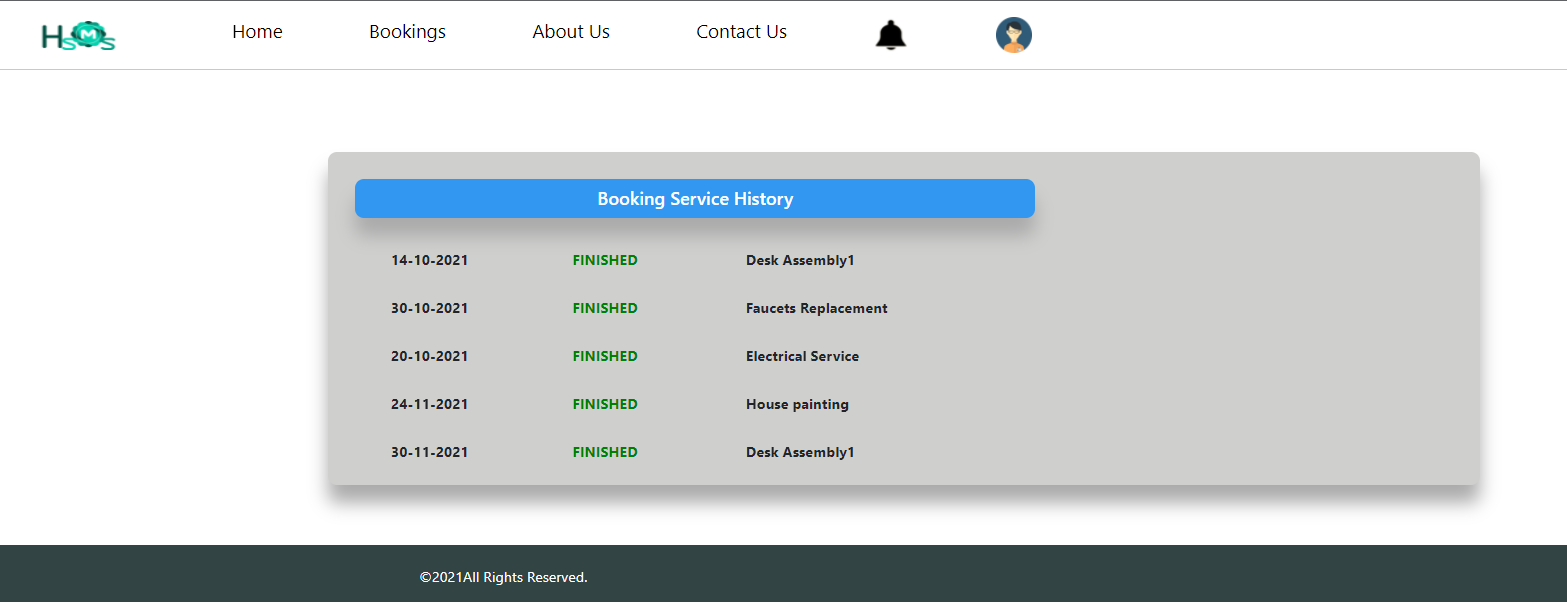 HSMS Home Bookings About Us Contact Us
Booking Service History
14-10-2021 FINISHED Desk Assembly1
30-10-2021 FINISHED Faucets Replacement
20-10-2021 FINISHED Electrical Service
24-11-2021 FINISHED House painting
30-11-2021 FINISHED Desk Assembly1
©2021All Rights Reserved.